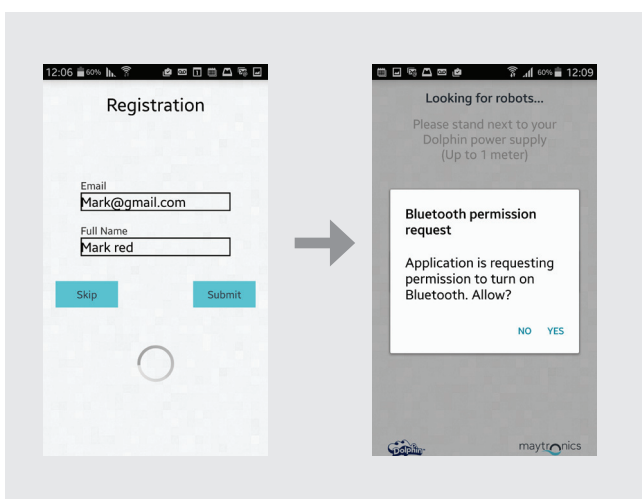 12:06 60%
Registration
Email
Mark@gmail.com
Full Name
Mark red
Skip
Submit
60% 12:09
Looking for robots...
Please stand next to your
Dolphin power supply
(Up to 1 meter)
Bluetooth permission
request
Application is requesting
permission to turn on
Bluetooth. Allow?
NO YES
Dolphin
maytronics